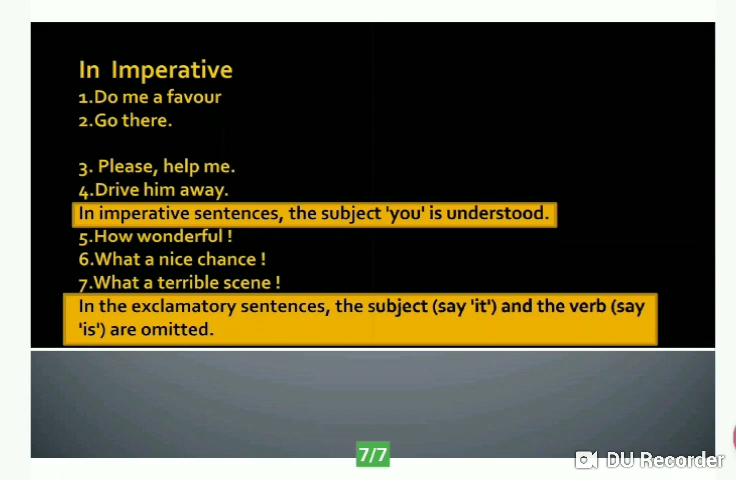 In Imperative
1.Do me a favour
2.Go there.
3. Please, help me.
4.Drive him away.
In imperative sentences, the subject 'you' is understood.
5.How wonderful !
6.What a nice chance !
7.What a terrible scene !
In the exclamatory sentences, the subject (say 'it') and the verb (say
'is') are omitted.
7/7
DU Recorder